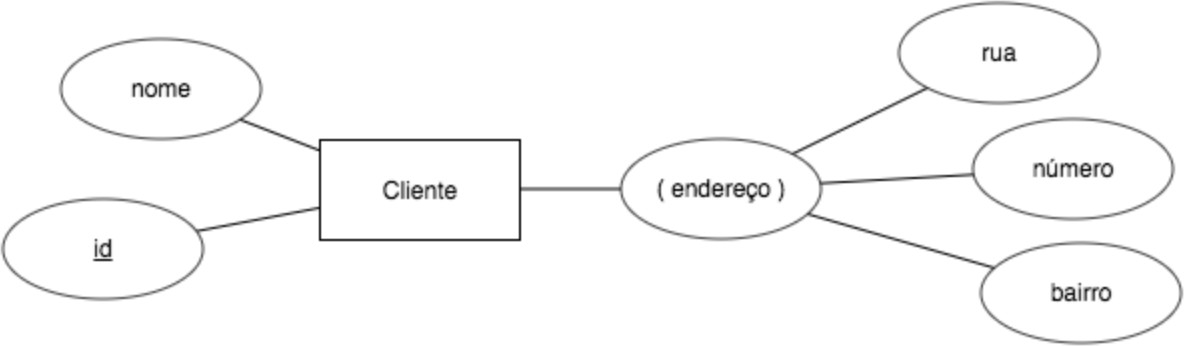 nome
rua
número
Cliente
( endereço )
id
bairro